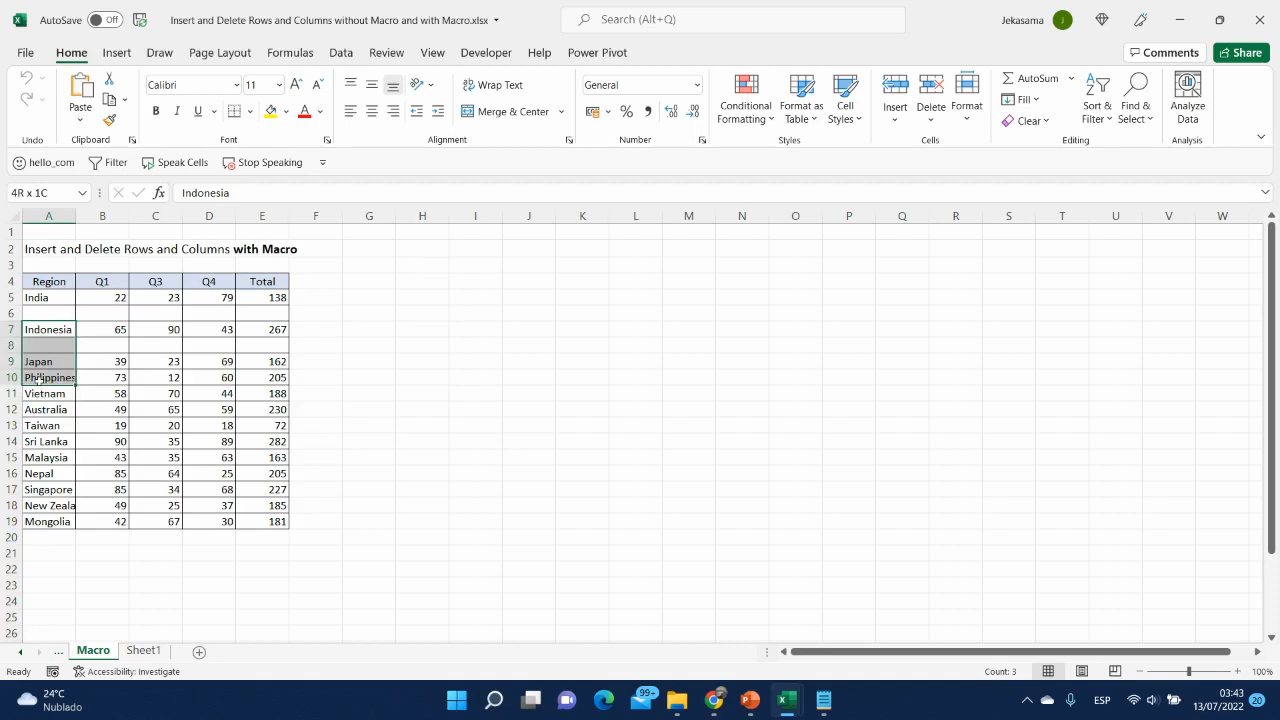 AutoSave Off Insert and Delete Rows and Columns without Macro and with Macro.xlsx Search (Alt+Q) Jekasama J
File Home Insert Draw Page Layout Formulas Data Review View Developer Help Power Pivot Comments Share
Paste Calibri 11 Wrap Text General Conditional Formatting Format as Table Cell Styles Insert Delete Format AutoSum Sort & Filter Find & Select Analyze Data
B I U A Merge & Center % Fill
Clear
Undo Clipboard Font Alignment Number Styles Cells Editing Analysis
hello_com Filter Speak Cells Stop Speaking
4R x 1C fx Indonesia
A B C D E F G H I J K L M N O P Q R S T U V W
1
2 Insert and Delete Rows and Columns with Macro
3
4 Region Q1 Q3 Q4 Total
5 India 22 23 79 138
6
7 Indonesia 65 90 43 267
8
9 Japan 39 23 69 162
10 Philippines 73 12 60 205
11 Vietnam 58 70 44 188
12 Australia 49 65 59 230
13 Taiwan 19 20 18 72
14 Sri Lanka 90 35 89 282
15 Malaysia 43 35 63 163
16 Nepal 85 64 25 205
17 Singapore 85 34 68 227
18 New Zeala 49 25 37 185
19 Mongolia 42 67 30 181
20
21
22
23
24
25
26
... Macro Sheet1
Ready Accessibility: Investigate Count: 3 100%
24°C 99+ ESP 03:43
Nublado 13/07/2022 20